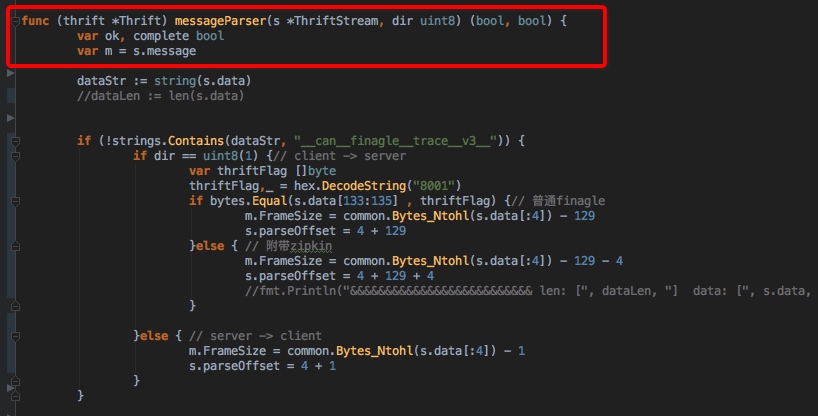 func (thrift *Thrift) messageParser(s *ThriftStream, dir uint8) (bool, bool) {
var ok, complete bool
var m = s.message
dataStr := string(s.data)
//dataLen := len(s.data)
if (!strings.Contains(dataStr, "__can__finagle__trace__v3__")) {
if dir == uint8(1) {// client -> server
var thriftFlag []byte
thriftFlag,_ = hex.DecodeString("8001")
if bytes.Equal(s.data[133:135] , thriftFlag) {// 普通finagle
m.FrameSize = common.Bytes_Ntohl(s.data[:4]) - 129
s.parseOffset = 4 + 129
}else { // 附带zipkin
m.FrameSize = common.Bytes_Ntohl(s.data[:4]) - 129 - 4
s.parseOffset = 4 + 129 + 4
//fmt.Println("&&&&&&&&&&&&&&&&&&&&&&&&&& len: [", dataLen, "] data: [", s.data,
}
}else { // server -> client
m.FrameSize = common.Bytes_Ntohl(s.data[:4]) - 1
s.parseOffset = 4 + 1
}
}